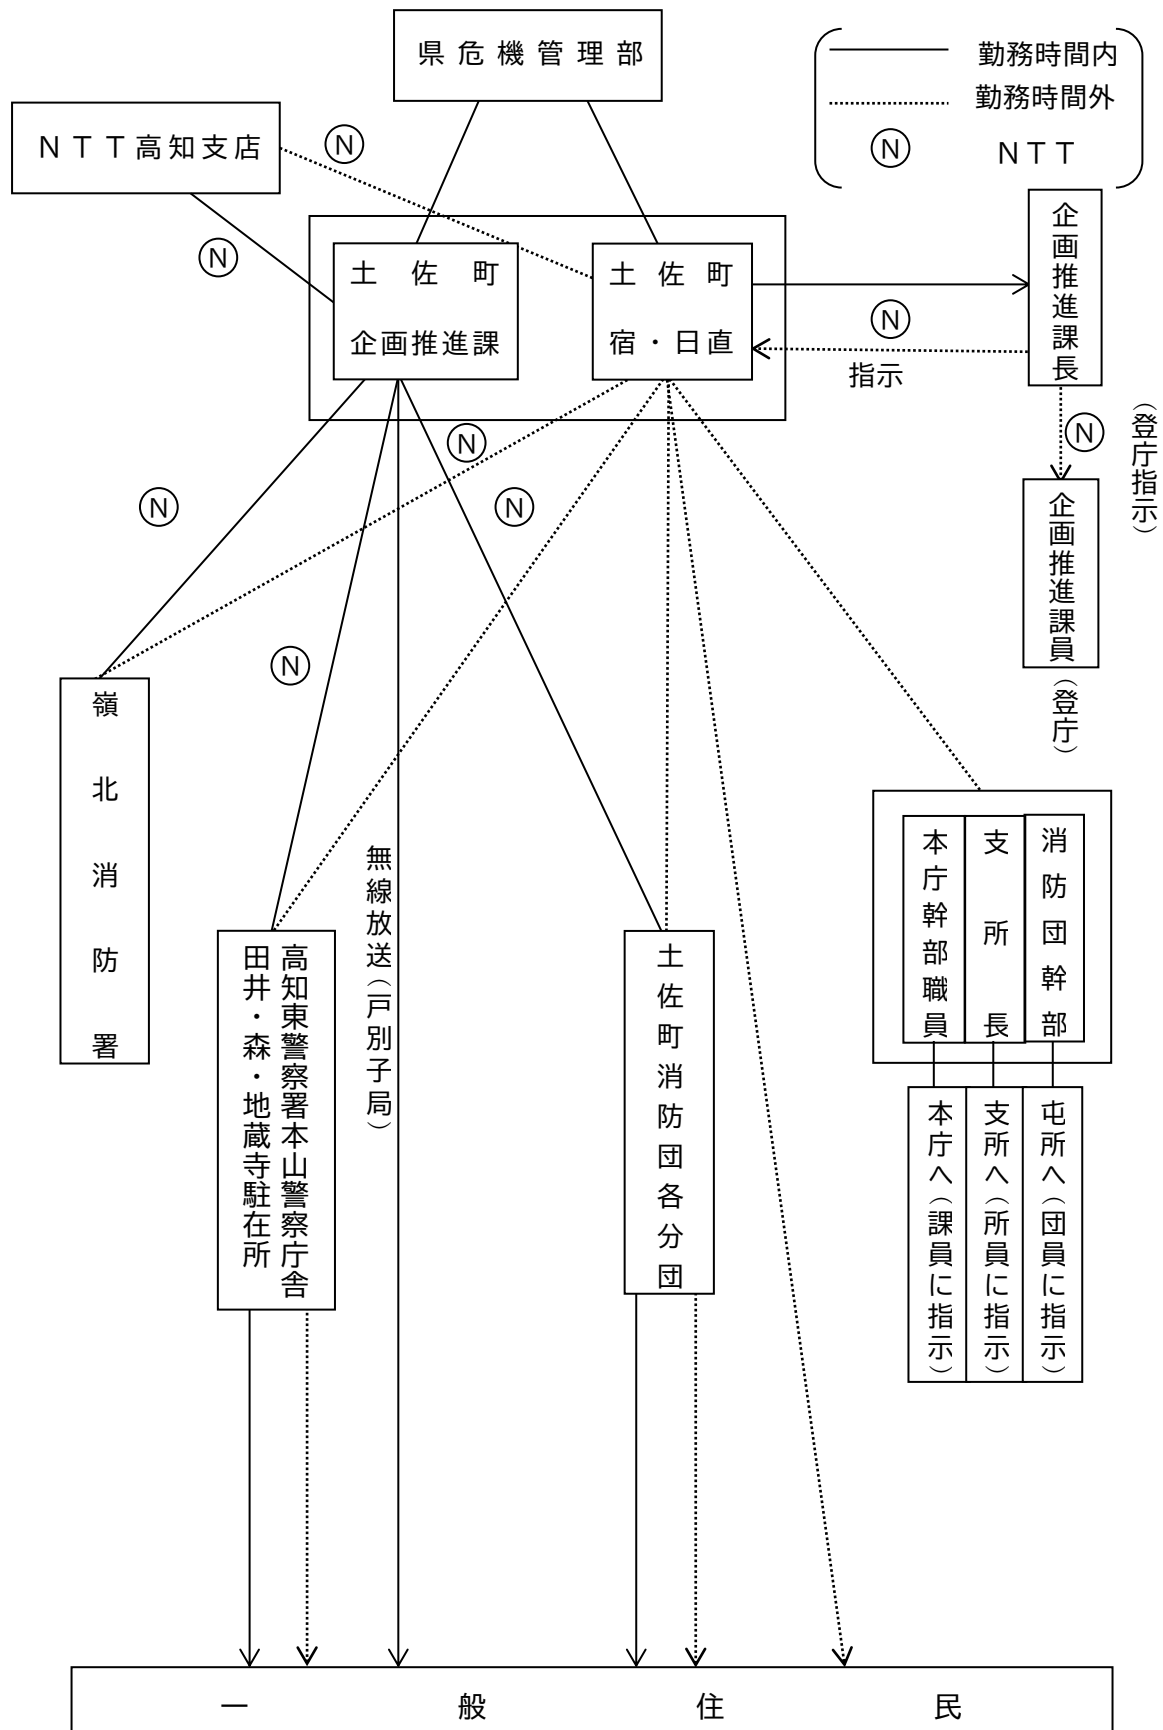 県危機管理部
勤務時間内
勤務時間外
Ⓝ ＮＴＴ
ＮＴＴ高知支店
Ⓝ
Ⓝ
土佐町
企画推進課
土佐町
宿・日直
Ⓝ
指示
企画推進課長
Ⓝ
（登庁指示）
企画推進課員
（登庁）
Ⓝ
Ⓝ
Ⓝ
Ⓝ
嶺北消防署
高知東警察署本山警察庁舎
田井・森・地蔵寺駐在所
無線放送（戸別子局）
土佐町消防団各分団
消防団幹部
支所長
本庁幹部職員
屯所へ（団員に指示）
支所へ（所員に指示）
本庁へ（課員に指示）
一般住民